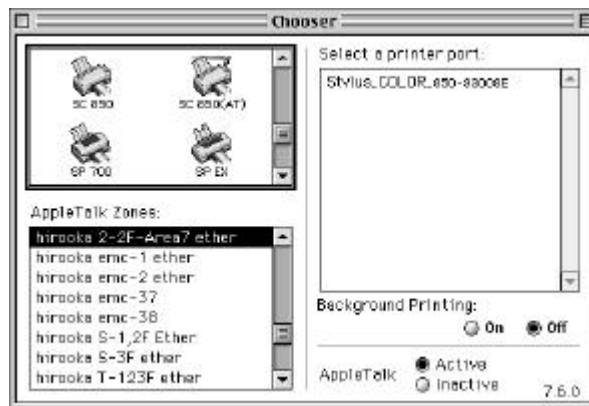 Chooser
SC 850
SC 850(AT)
SP 700
SP EX
AppleTalk Zones:
hirooka 2-2F-Area7 ether
hirooka emc-1 ether
hirooka emc-2 ether
hirooka emc-37
hirooka emc-38
hirooka S-1,2F Ether
hirooka S-3F ether
hirooka T-123F ether
Select a printer port:
Stylus_COLOR_850-
Background Printing:
On Off
AppleTalk
Active
Inactive
7.6.0